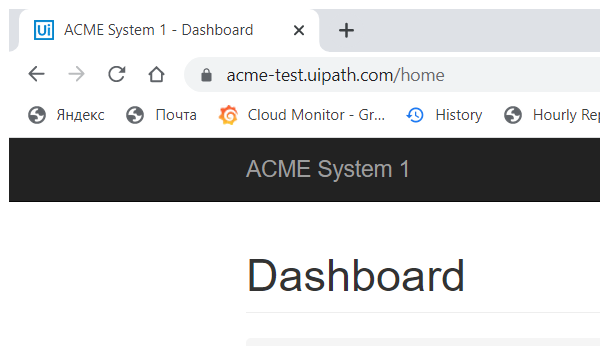 Ui ACME System 1 - Dashboard
acme-test.uipath.com/home
Яндекс Почта Cloud Monitor - Gr... History Hourly Rep
ACME System 1
Dashboard